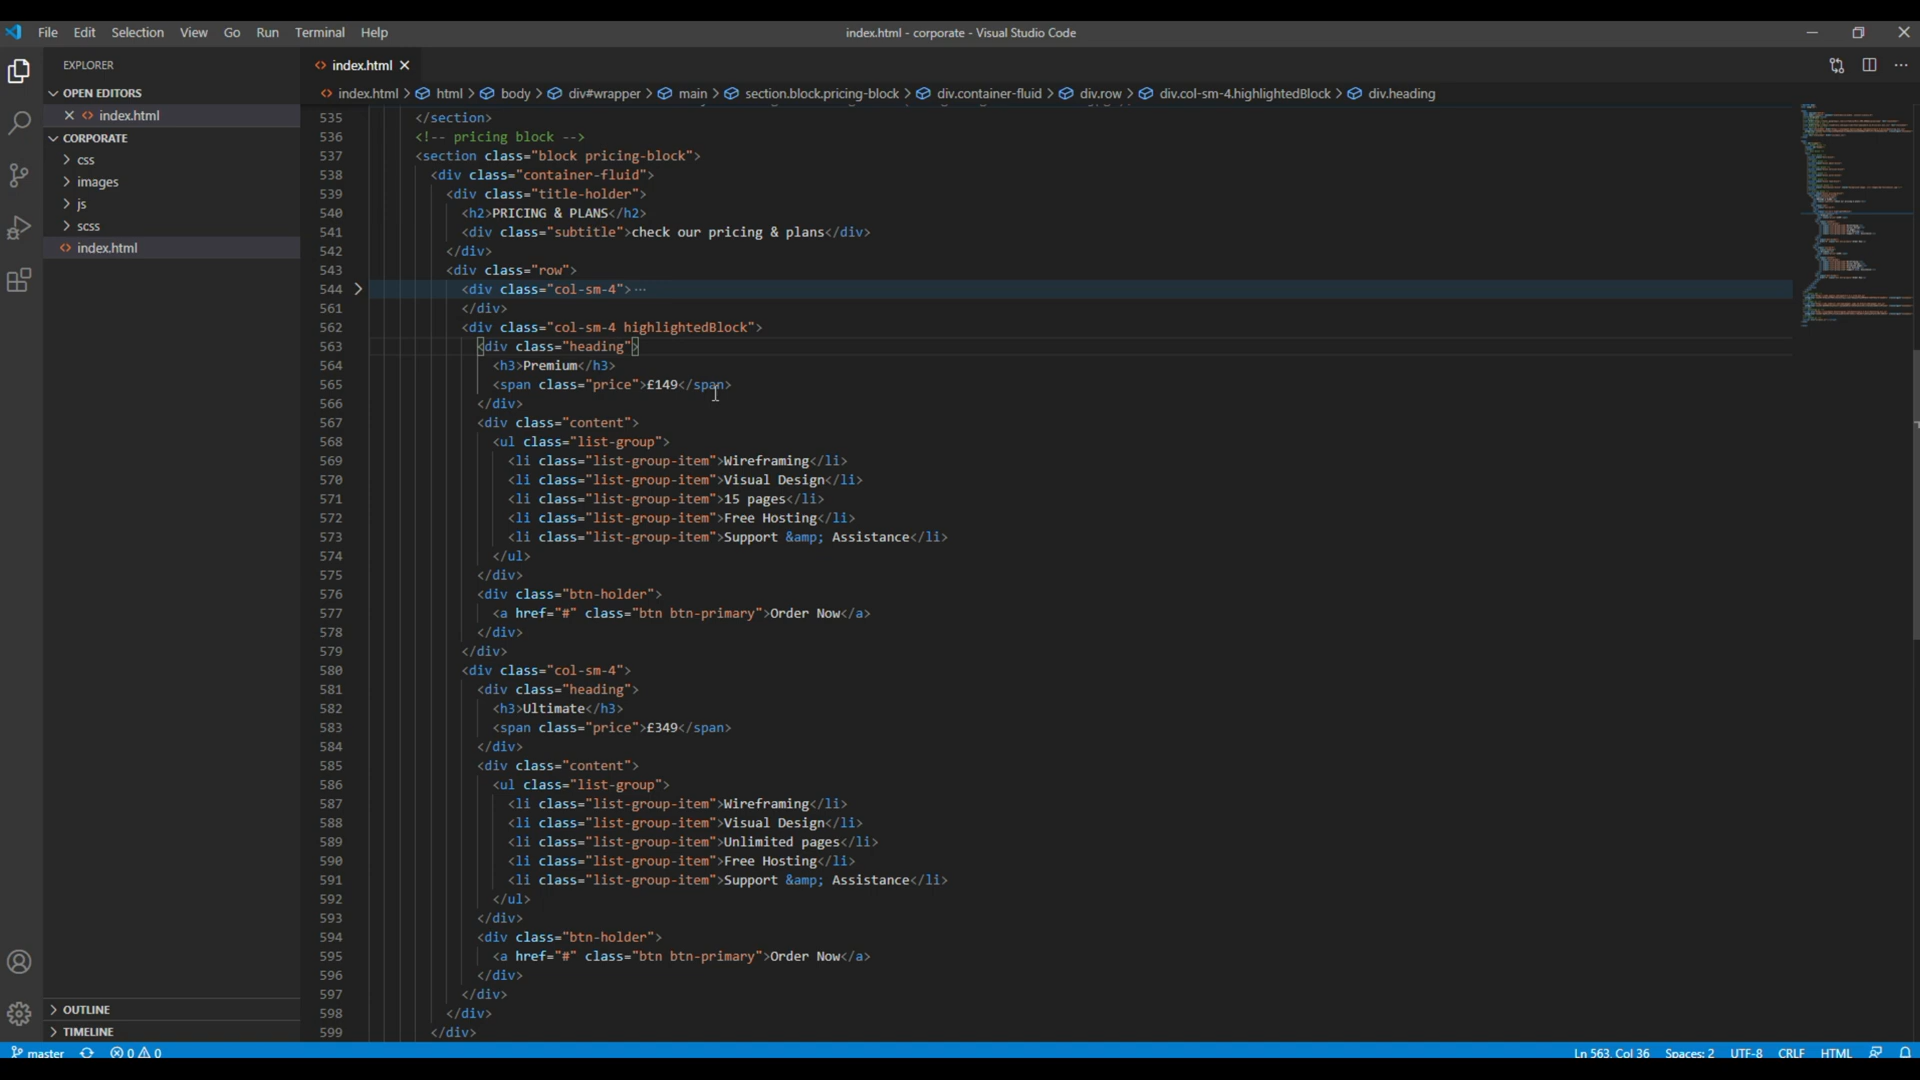 File Edit Selection View Go Run Terminal Help
index.html - corporate - Visual Studio Code
EXPLORER
OPEN EDITORS
index.html
CORPORATE
css
images
js
scss
index.html
OUTLINE
TIMELINE
index.html
index.html > html > body > div#wrapper > main > section.block.pricing-block > div.container-fluid > div.row > div.col-sm-4.highlightedBlock > div.heading
535 </section>
536 <!-- pricing block -->
537 <section class="block pricing-block">
538 <div class="container-fluid">
539 <div class="title-holder">
540 <h2>PRICING & PLANS</h2>
541 <div class="subtitle">check our pricing & plans</div>
542 </div>
543 <div class="row">
544 <div class="col-sm-4"> ...
561 </div>
562 <div class="col-sm-4 highlightedBlock">
563 <div class="heading">
564 <h3>Premium</h3>
565 <span class="price">£149</span>
566 </div>
567 <div class="content">
568 <ul class="list-group">
569 <li class="list-group-item">Wireframing</li>
570 <li class="list-group-item">Visual Design</li>
571 <li class="list-group-item">15 pages</li>
572 <li class="list-group-item">Free Hosting</li>
573 <li class="list-group-item">Support &amp; Assistance</li>
574 </ul>
575 </div>
576 <div class="btn-holder">
577 <a href="#" class="btn btn-primary">Order Now</a>
578 </div>
579 </div>
580 <div class="col-sm-4">
581 <div class="heading">
582 <h3>Ultimate</h3>
583 <span class="price">£349</span>
584 </div>
585 <div class="content">
586 <ul class="list-group">
587 <li class="list-group-item">Wireframing</li>
588 <li class="list-group-item">Visual Design</li>
589 <li class="list-group-item">Unlimited pages</li>
590 <li class="list-group-item">Free Hosting</li>
591 <li class="list-group-item">Support &amp; Assistance</li>
592 </ul>
593 </div>
594 <div class="btn-holder">
595 <a href="#" class="btn btn-primary">Order Now</a>
596 </div>
597 </div>
598 </div>
599 </div>
master 0 0 Ln 563, Col 36 Spaces: 2 UTF-8 CRLF HTML